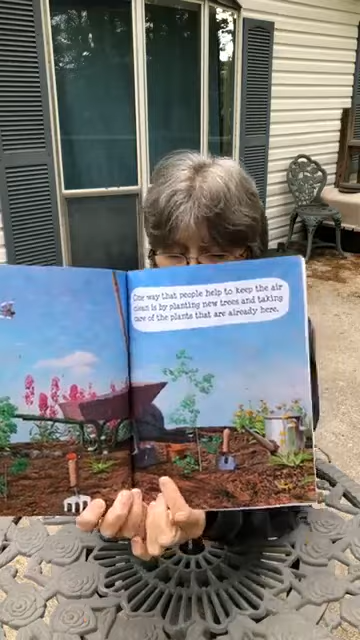 One way that people help to keep the air
clean is by planting new trees and taking
care of the plants that are already here.